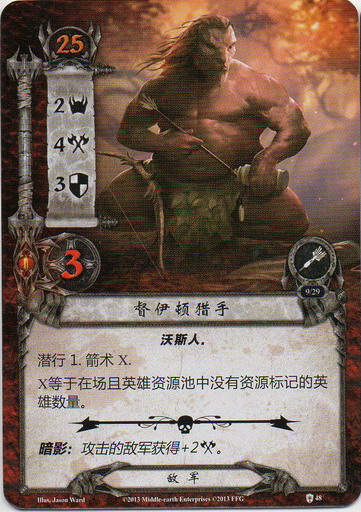 25
2
4
3
3
9/29
督伊顿猎手
沃斯人.
潜行 1. 箭术 X.
X等于在场且英雄资源池中没有资源标记的英
雄数量。
暗影：攻击的敌军获得+2。
敌军
Illus. Jason Ward
©2013 Middle-earth Enterprises ©2013 FFG
48